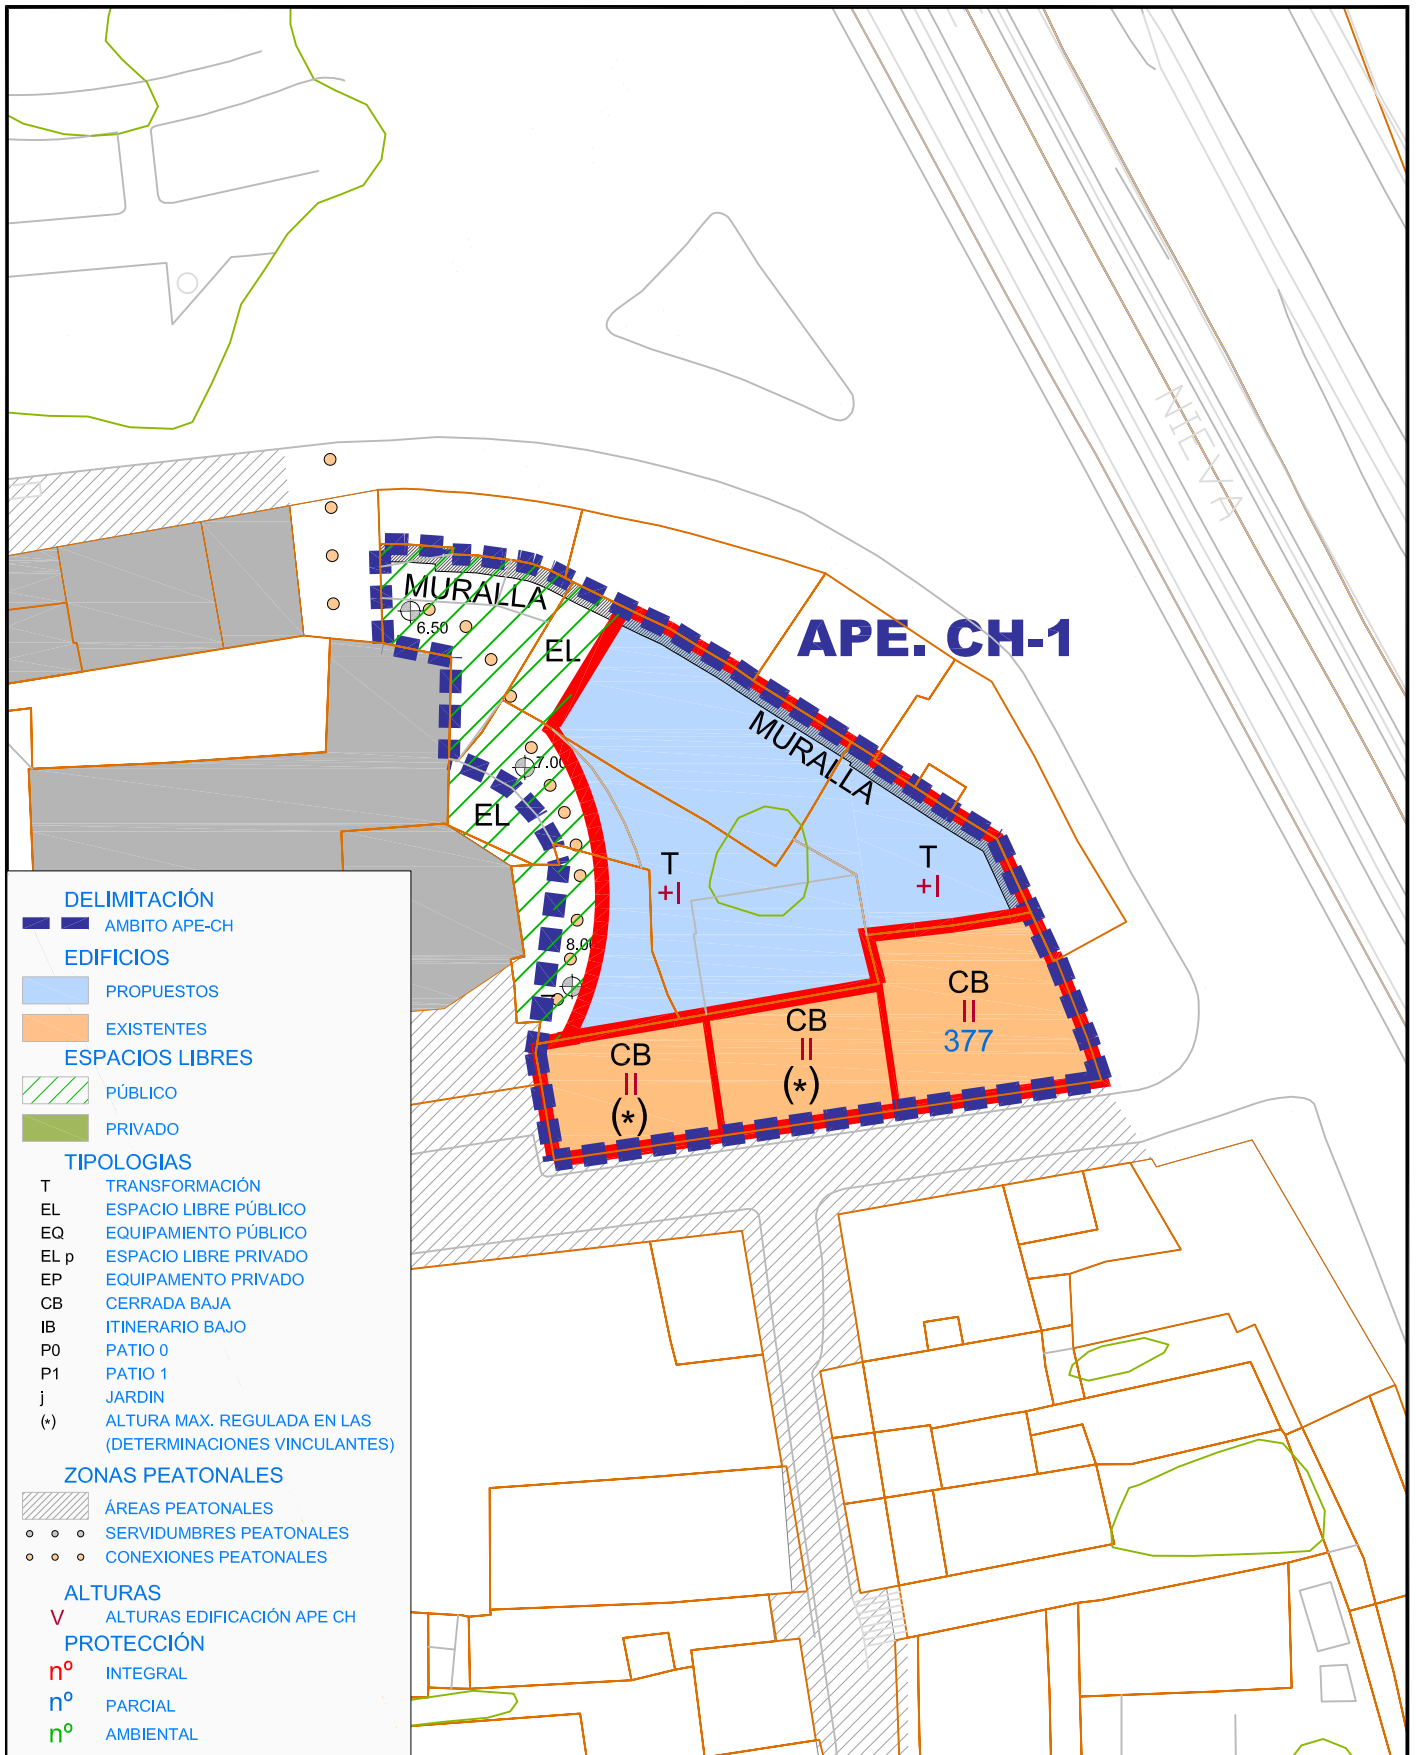 NIEVA
MURALLA
6.50
EL
APE. CH-1
MURALLA
7.00
EL
T
+I
T
+I
8.00
CB
II
377
CB
II
(*)
CB
II
(*)
DELIMITACIÓN
AMBITO APE-CH
EDIFICIOS
PROPUESTOS
EXISTENTES
ESPACIOS LIBRES
PÚBLICO
PRIVADO
TIPOLOGIAS
T TRANSFORMACIÓN
EL ESPACIO LIBRE PÚBLICO
EQ EQUIPAMIENTO PÚBLICO
EL p ESPACIO LIBRE PRIVADO
EP EQUIPAMENTO PRIVADO
CB CERRADA BAJA
IB ITINERARIO BAJO
P0 PATIO 0
P1 PATIO 1
j JARDIN
(*) ALTURA MAX. REGULADA EN LAS
(DETERMINACIONES VINCULANTES)
ZONAS PEATONALES
ÁREAS PEATONALES
SERVIDUMBRES PEATONALES
CONEXIONES PEATONALES
ALTURAS
V ALTURAS EDIFICACIÓN APE CH
PROTECCIÓN
nº INTEGRAL
nº PARCIAL
nº AMBIENTAL